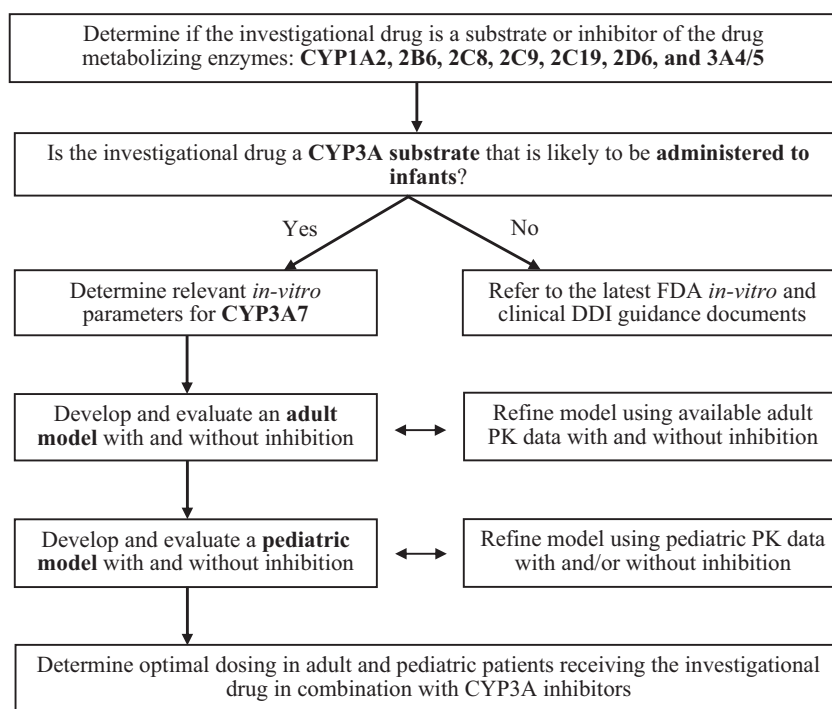 Determine if the investigational drug is a substrate or inhibitor of the drug
metabolizing enzymes: CYP1A2, 2B6, 2C8, 2C9, 2C19, 2D6, and 3A4/5
Is the investigational drug a CYP3A substrate that is likely to be administered to
infants?
Yes
No
Determine relevant in-vitro
parameters for CYP3A7
Refer to the latest FDA in-vitro and
clinical DDI guidance documents
Develop and evaluate an adult
model with and without inhibition
Refine model using available adult
PK data with and without inhibition
Develop and evaluate a pediatric
model with and without inhibition
Refine model using pediatric PK data
with and/or without inhibition
Determine optimal dosing in adult and pediatric patients receiving the investigational
drug in combination with CYP3A inhibitors